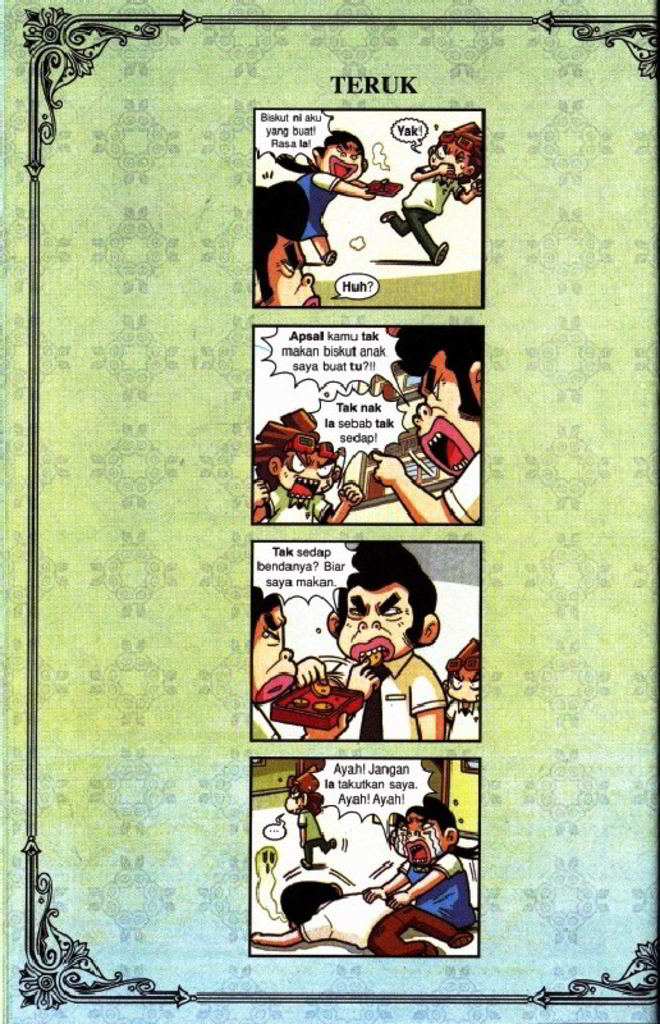 TERUK
Biskut ni aku
yang buat!
Rasa la!
Yak!
Huh?
Apsal kamu tak
makan biskut anak
saya buat tu?!!
Tak nak
la sebab taik
sedap!
Tak sedap
bendanya? Biar
saya makan.
Ayah! Jangan
la takutkan saya.
Ayah! Ayah!
...